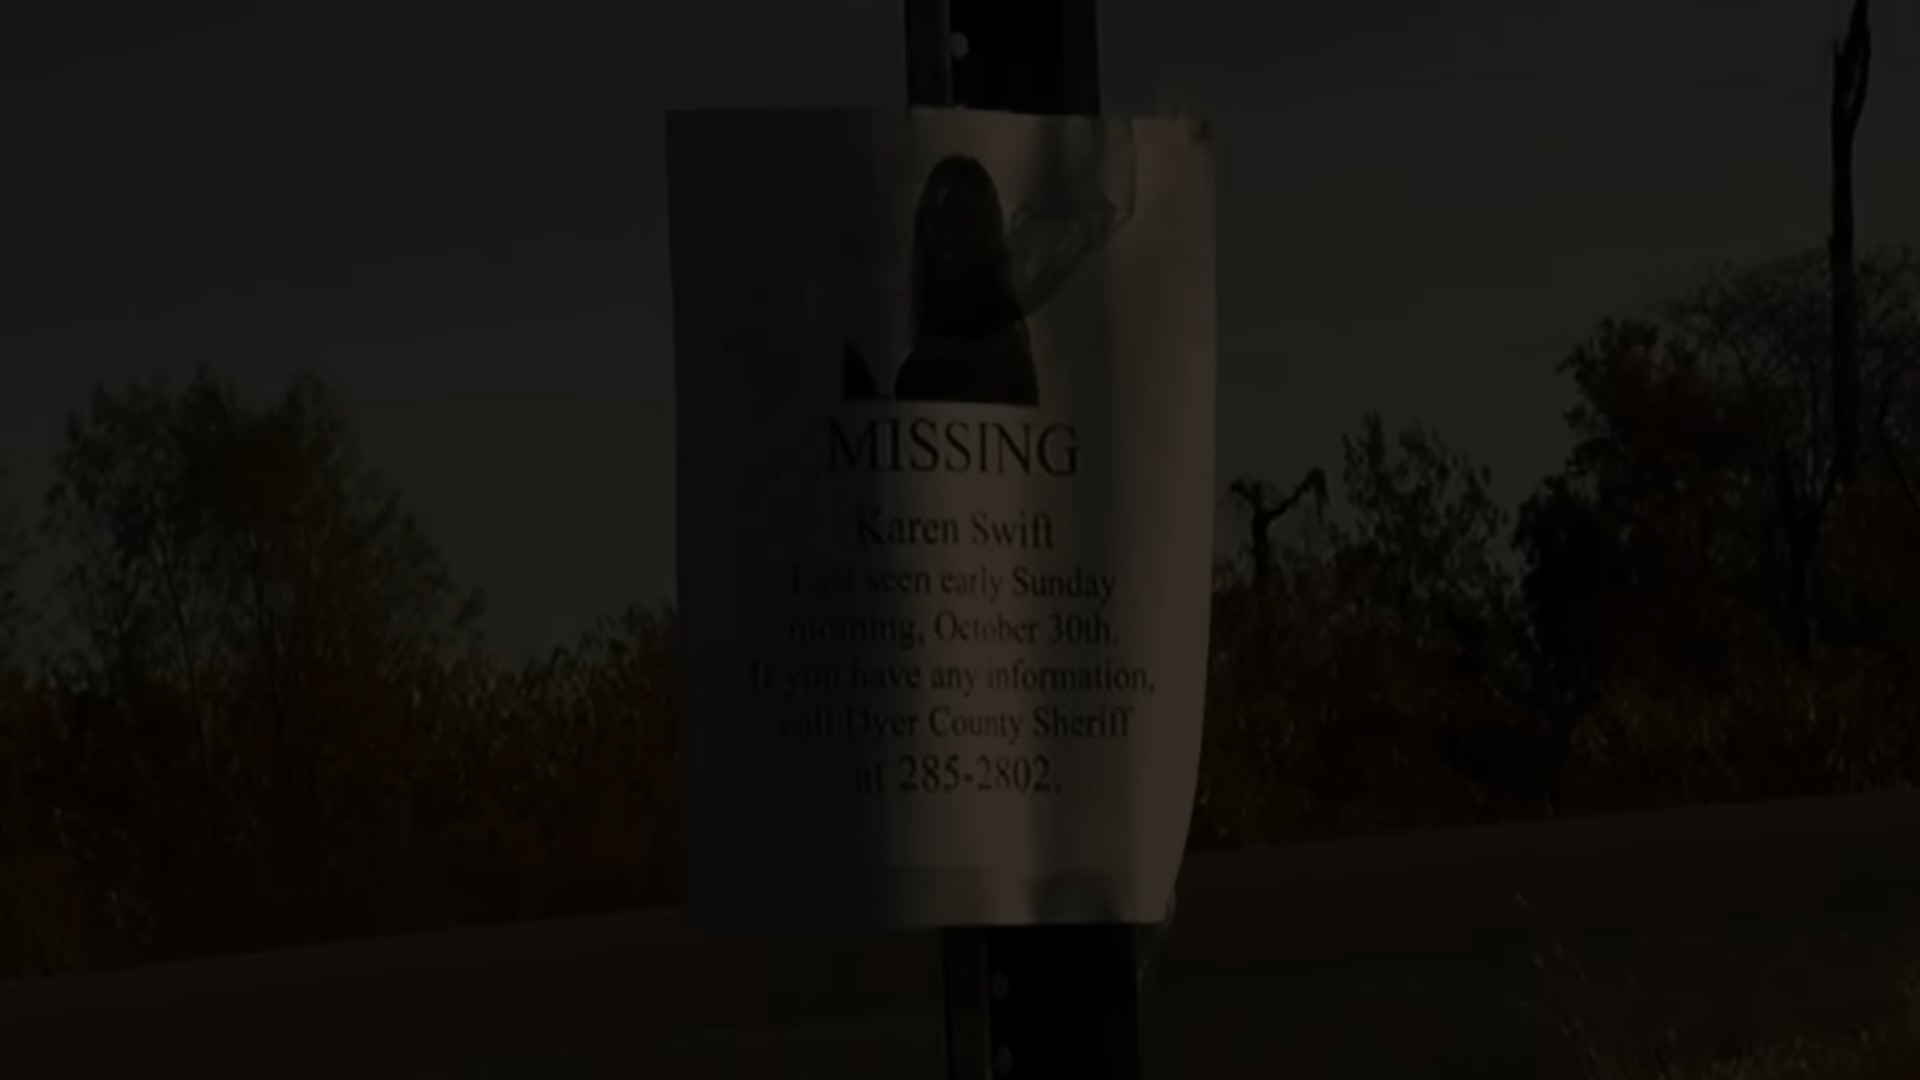 MISSING
Karen Swift
Last seen early Sunday
morning, October 30th.
If you have any information,
call Dyer County Sheriff
at 285-2802.